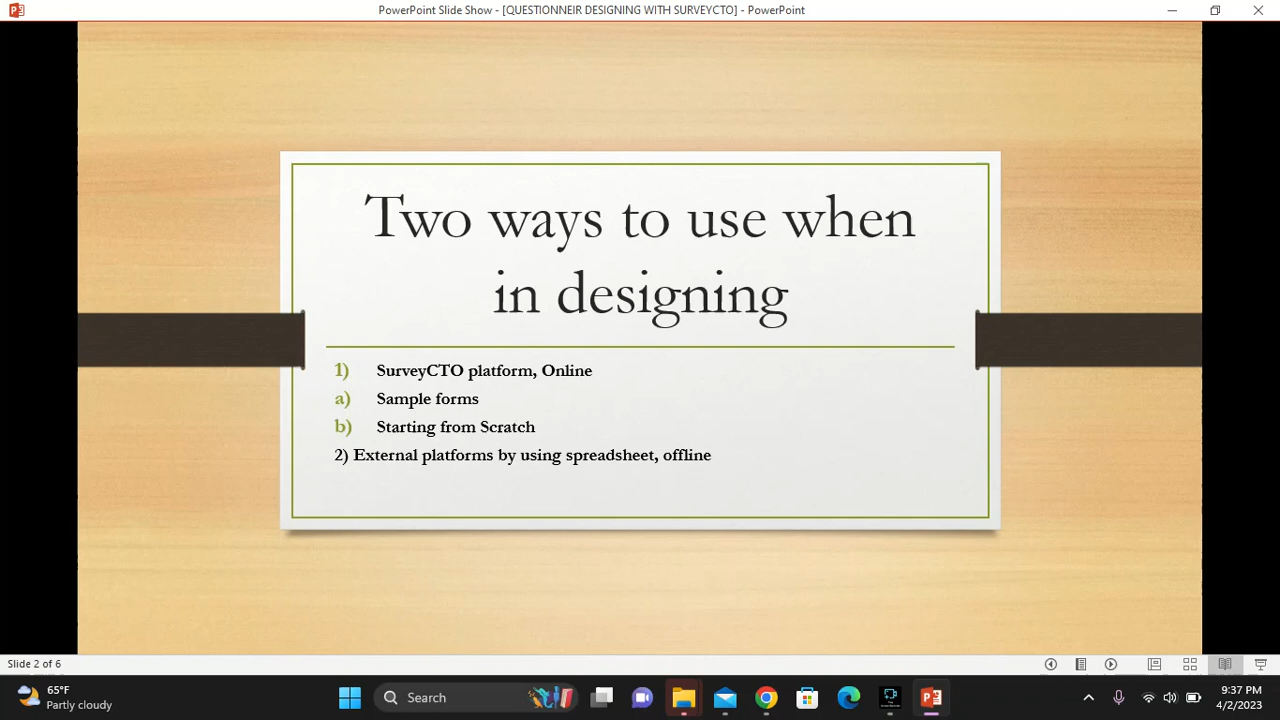 PowerPoint Slide Show - [QUESTIONNEIR DESIGNING WITH SURVEYCTO] - PowerPoint
Two ways to use when
in designing
1) SurveyCTO platform, Online
a) Sample forms
b) Starting from Scratch
2) External platforms by using spreadsheet, offline
Slide 2 of 6
65°F
Partly cloudy
Search
9:37 PM
4/2/2023